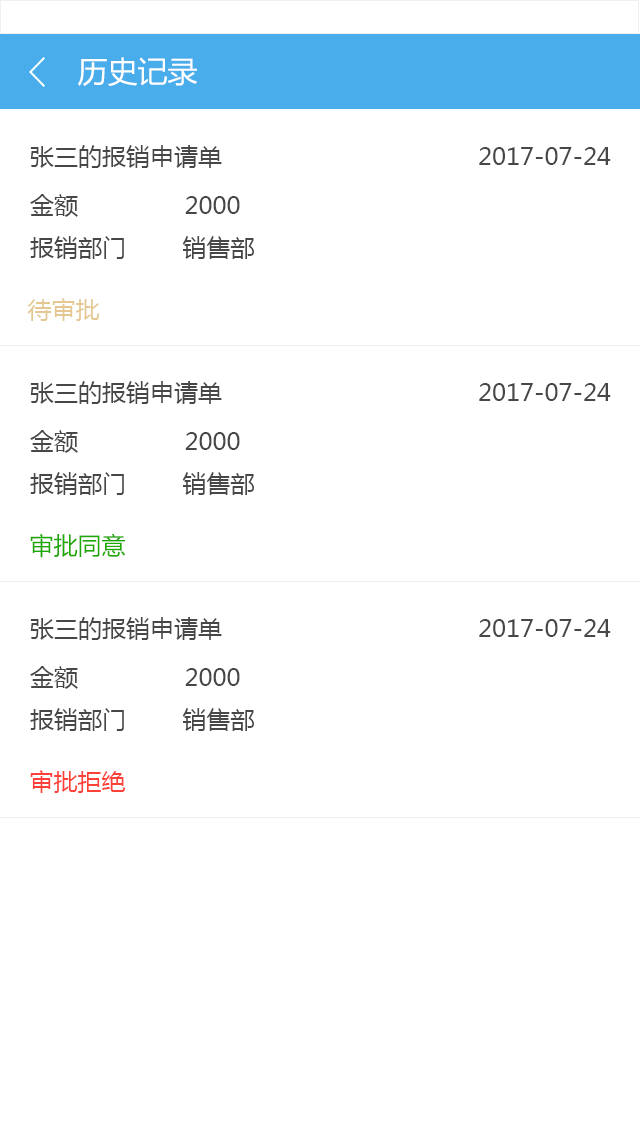 历史记录
张三的报销申请单 2017-07-24
金额 2000
报销部门 销售部
待审批
张三的报销申请单 2017-07-24
金额 2000
报销部门 销售部
审批同意
张三的报销申请单 2017-07-24
金额 2000
报销部门 销售部
审批拒绝